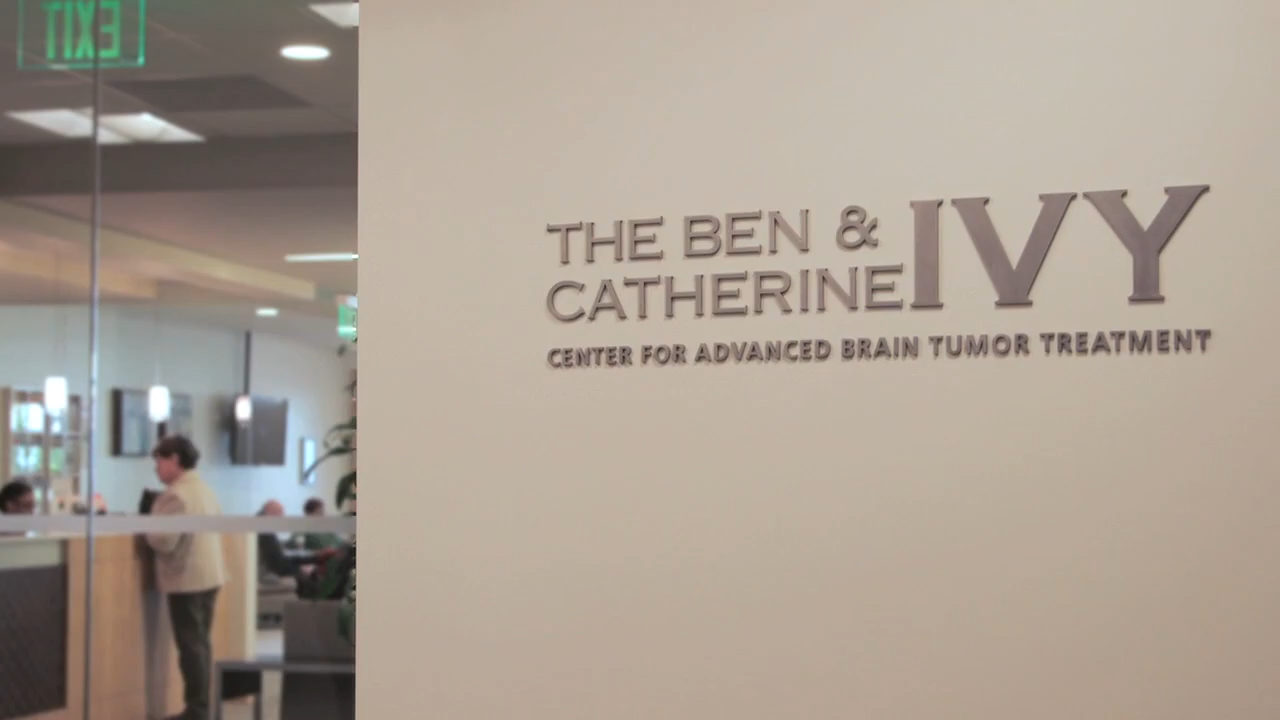 EXIT
THE BEN &
CATHERINE IVY
CENTER FOR ADVANCED BRAIN TUMOR TREATMENT